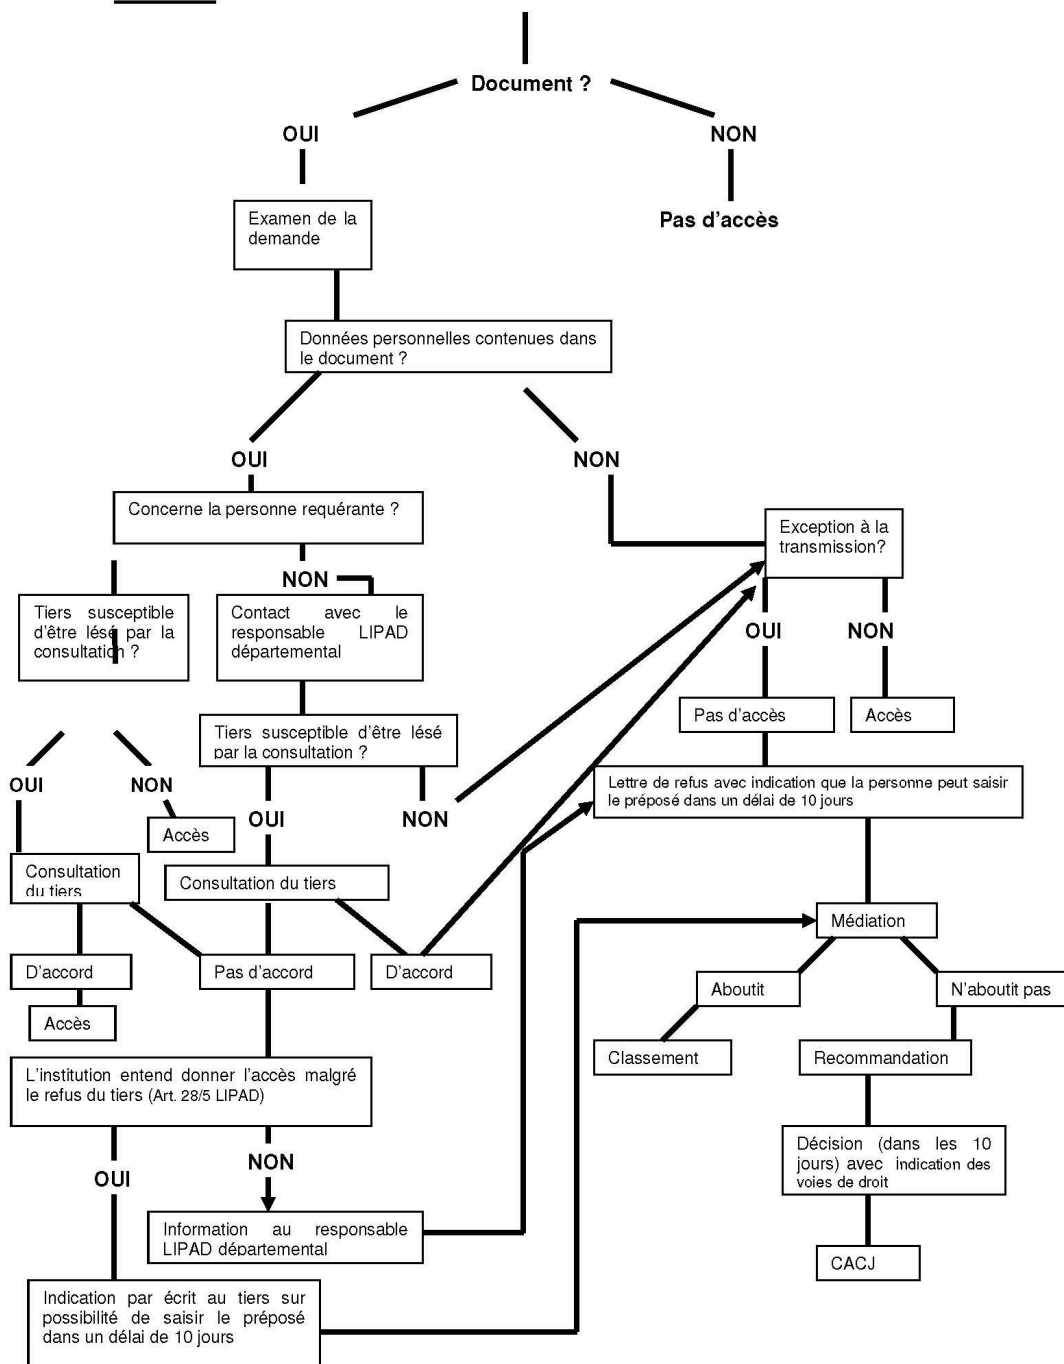 Document ?
OUI
NON
Pas d'accès
Examen de la
demande
Données personnelles contenues dans
le document ?
OUI
NON
Concerne la personne requérante ?
Exception à la
transmission?
NON
Tiers susceptible
d'être lésé par la
consultation ?
Contact avec le
responsable LIPAD
départemental
OUI
NON
Pas d'accès
Accès
Tiers susceptible d'être lésé
par la consultation ?
Lettre de refus avec indication que la personne peut saisir
le préposé dans un délai de 10 jours
OUI
NON
OUI
NON
Accès
Consultation
du tiers
Consultation du tiers
Médiation
D'accord
Pas d'accord
D'accord
Aboutit
N'aboutit pas
Accès
Classement
Recommandation
L'institution entend donner l'accès malgré
le refus du tiers (Art. 28/5 LIPAD)
OUI
NON
Décision (dans les 10
jours) avec indication des
voies de droit
Information au responsable
LIPAD départemental
CACJ
Indication par écrit au tiers sur
possibilité de saisir le préposé
dans un délai de 10 jours